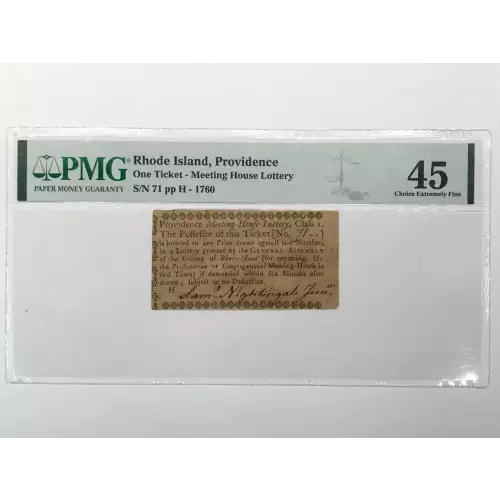 PMG
PAPER MONEY GUARANTY
Rhode Island, Providence
One Ticket - Meeting House Lottery
S/N 71 pp H - 1760
45
Choice Extremely Fine
Providence Meeting-House Lottery, Class 1.
The Possessor of this Ticket [No. 71
is intitled to any Prize drawn against said Number,
in a Lottery granted by the GENERAL ASSEMBLY
of the Colony of Rhode-Island (for repairing, &c.
the Presbyterian or Congregational Meeting-House in
said Town) if demanded within six Months after
drawn; subject to no Deduction.
H Saml Nightingale Junr